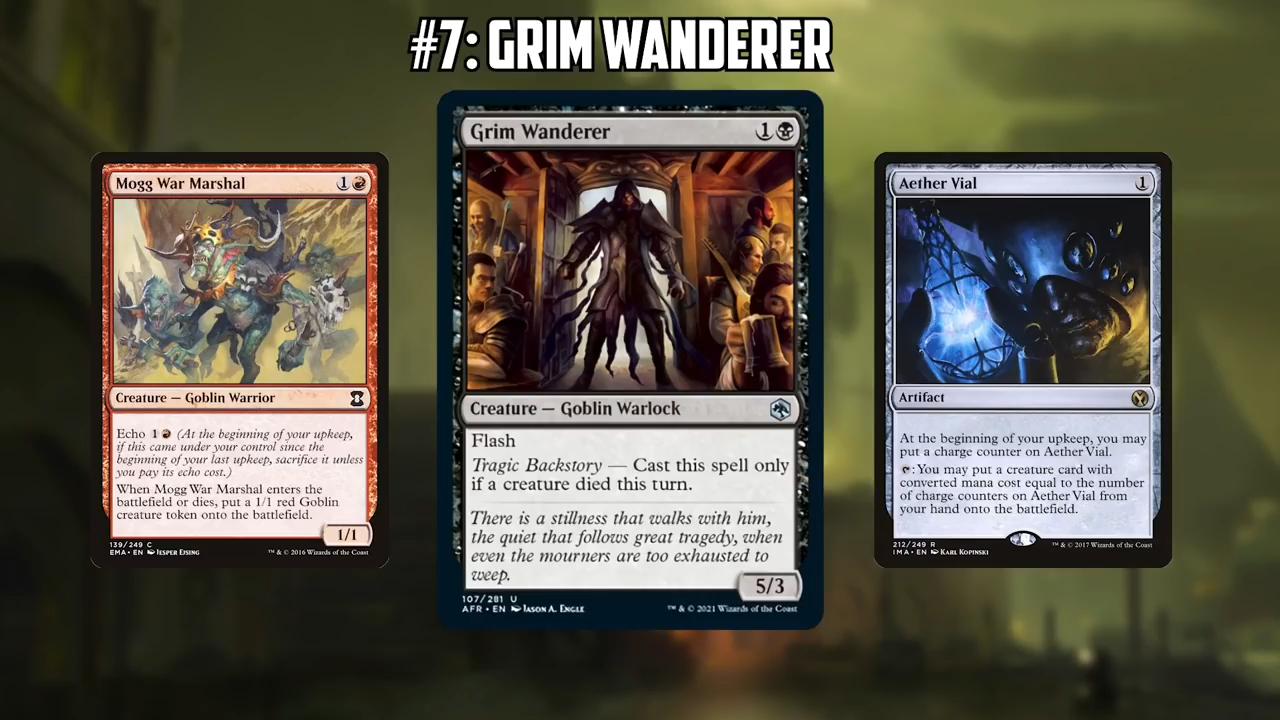 #7: GRIM WANDERER
Mogg War Marshal 1
Creature — Goblin Warrior
Echo 1 (At the beginning of your upkeep,
if this came under your control since the
beginning of your last upkeep, sacrifice it unless
you pay its echo cost.)
When Mogg War Marshal enters the
battlefield or dies, put a 1/1 red Goblin
creature token onto the battlefield.
1/1
139/249 C
EMA • EN Jesper Ejsing
™ & © 2016 Wizards of the Coast
Grim Wanderer 1
Creature — Goblin Warlock
Flash
Tragic Backstory — Cast this spell only
if a creature died this turn.
There is a stillness that walks with him,
the quiet that follows great tragedy, when
even the mourners are too exhausted to
weep.
5/3
107/281 U
AFR • EN Jason A. Engle
™ & © 2021 Wizards of the Coast
Aether Vial 1
Artifact
At the beginning of your upkeep, you may
put a charge counter on Aether Vial.
: You may put a creature card with
converted mana cost equal to the number
of charge counters on Aether Vial from
your hand onto the battlefield.
212/249 R
IMA • EN Karl Kopinski
™ & © 2017 Wizards of the Coast